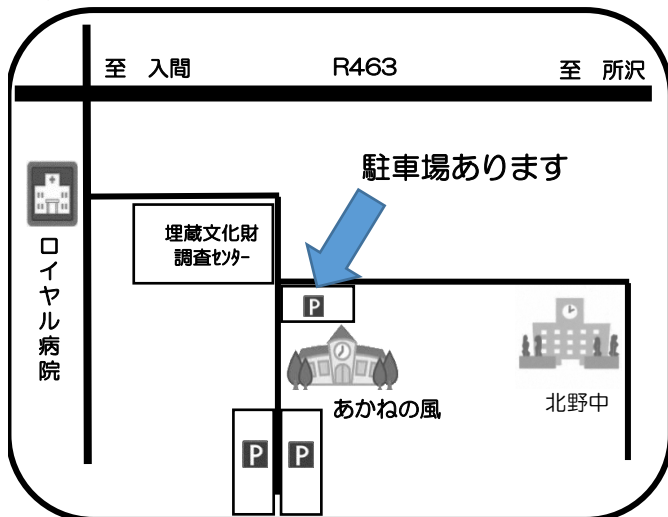 至 入間
R463
至 所沢
駐車場あります
ロイヤル病院
埋蔵文化財
調査ｾﾝﾀｰ
P
あかねの風
北野中
P
P